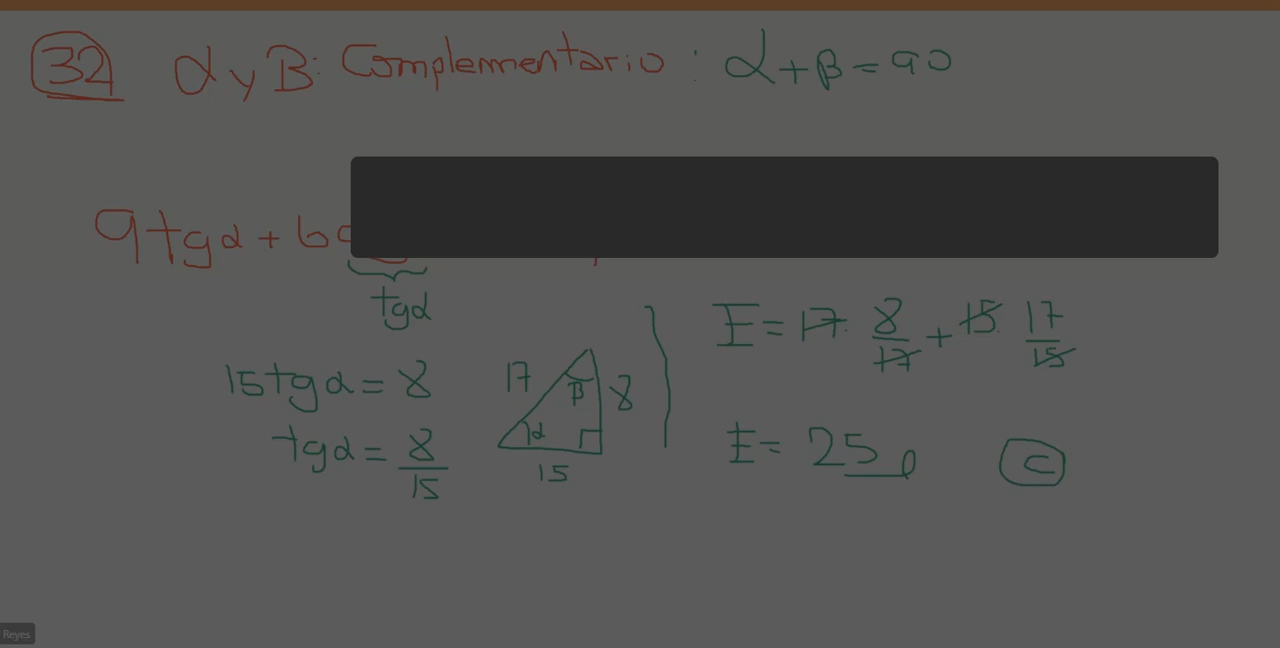 32 α y B: Complementario : α + β = 90
9tgα + 6c
tgα
15tgα = 8
tgα = 8/15
17 β 8
α
15
E = 17 · 8/17 + 15 · 17/15
E = 25
C
Reyes